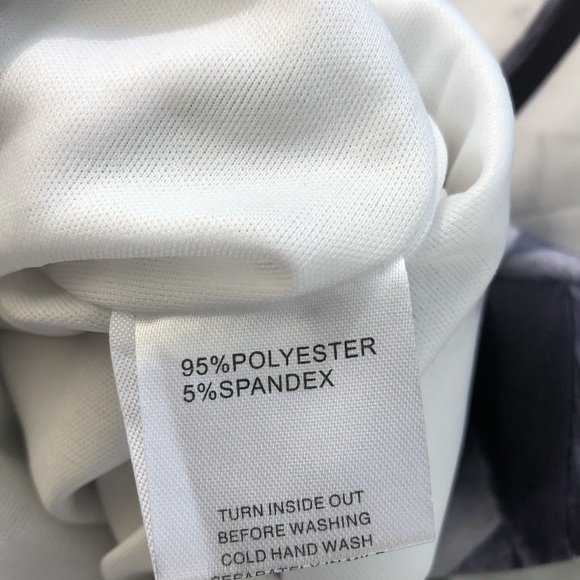 95%POLYESTER
5%SPANDEX
TURN INSIDE OUT
BEFORE WASHING
COLD HAND WASH